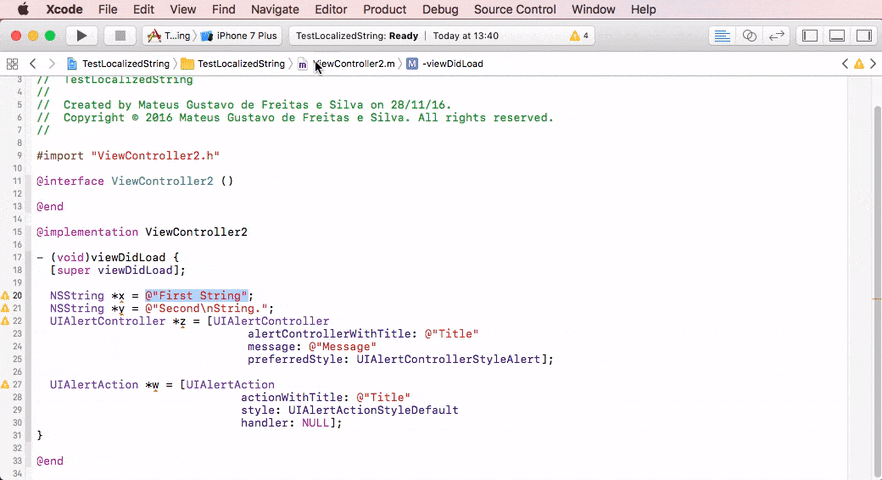 Xcode File Edit View Find Navigate Editor Product Debug Source Control Window Help
T...ing iPhone 7 Plus TestLocalizedString: Ready Today at 13:40 4
TestLocalizedString TestLocalizedString ViewController2.m M -viewDidLoad
3 // TestLocalizedString
4 //
5 // Created by Mateus Gustavo de Freitas e Silva on 28/11/16.
6 // Copyright © 2016 Mateus Gustavo de Freitas e Silva. All rights reserved.
7 //
8
9 #import "ViewController2.h"
10
11 @interface ViewController2 ()
12
13 @end
14
15 @implementation ViewController2
16
17 - (void)viewDidLoad {
18 [super viewDidLoad];
19
20 NSString *x = @"First String";
21 NSString *y = @"Second\nString.";
22 UIAlertController *z = [UIAlertController
23 alertControllerWithTitle: @"Title"
24 message: @"Message"
25 preferredStyle: UIAlertControllerStyleAlert];
26
27 UIAlertAction *w = [UIAlertAction
28 actionWithTitle: @"Title"
29 style: UIAlertActionStyleDefault
30 handler: NULL];
31 }
32
33 @end
34